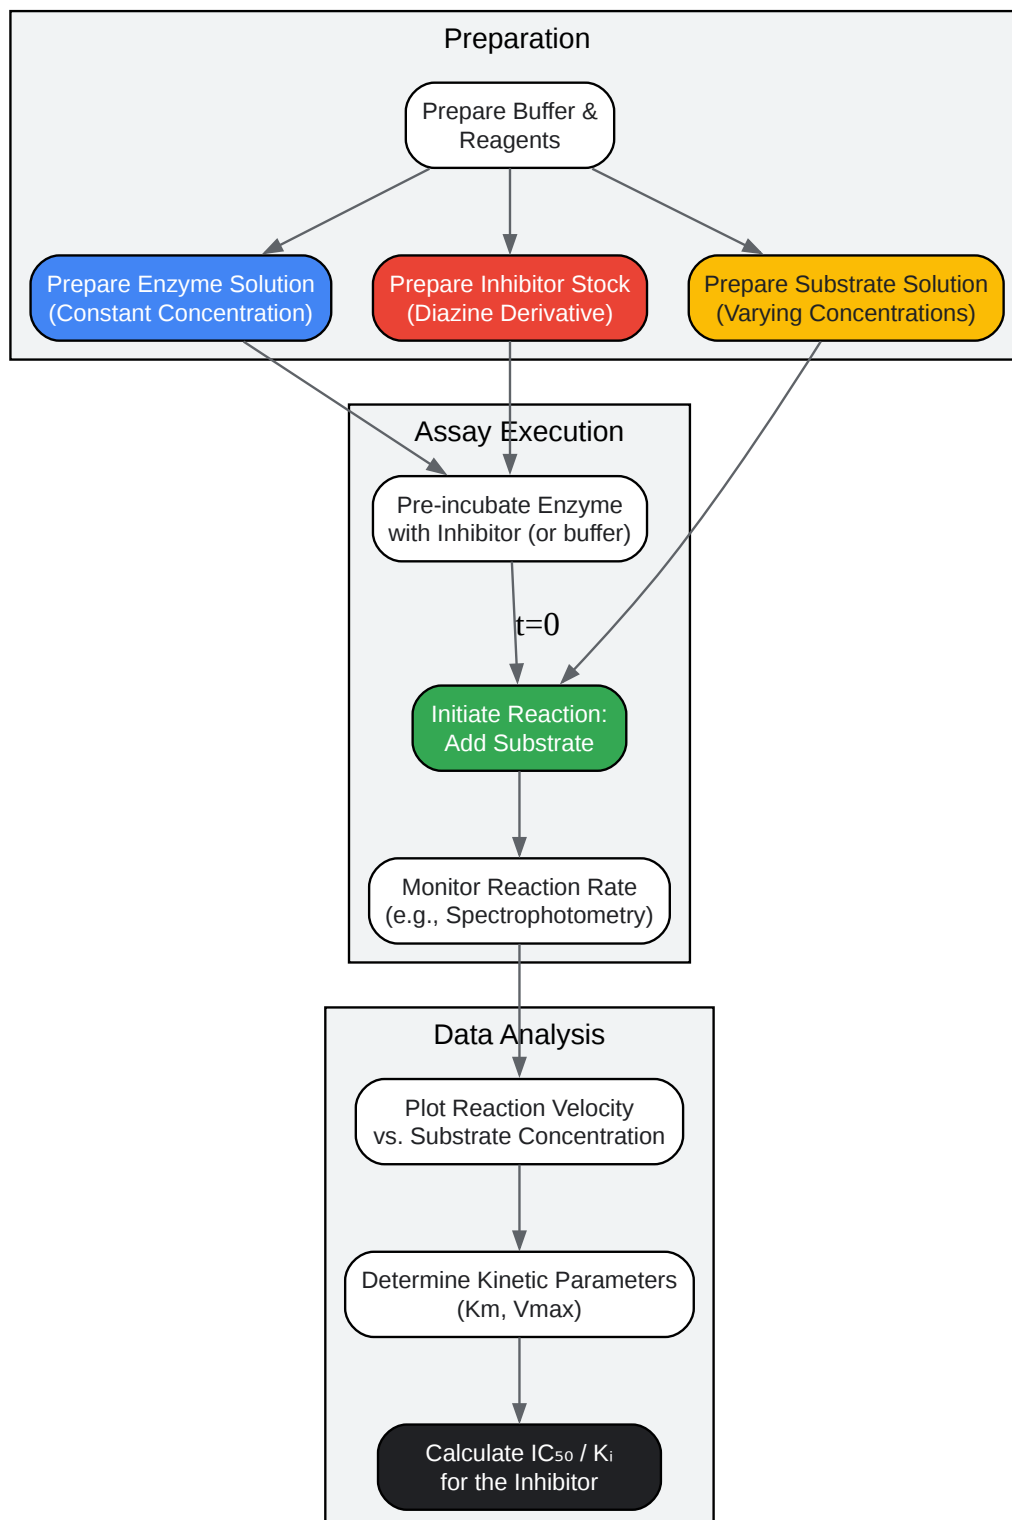 Preparation
Prepare Buffer &
Reagents
Prepare Enzyme Solution
(Constant Concentration)
Prepare Inhibitor Stock
(Diazine Derivative)
Prepare Substrate Solution
(Varying Concentrations)
Assay Execution
Pre-incubate Enzyme
with Inhibitor (or buffer)
t=0
Initiate Reaction:
Add Substrate
Monitor Reaction Rate
(e.g., Spectrophotometry)
Data Analysis
Plot Reaction Velocity
vs. Substrate Concentration
Determine Kinetic Parameters
(Km, Vmax)
Calculate IC₅₀ / Kᵢ
for the Inhibitor